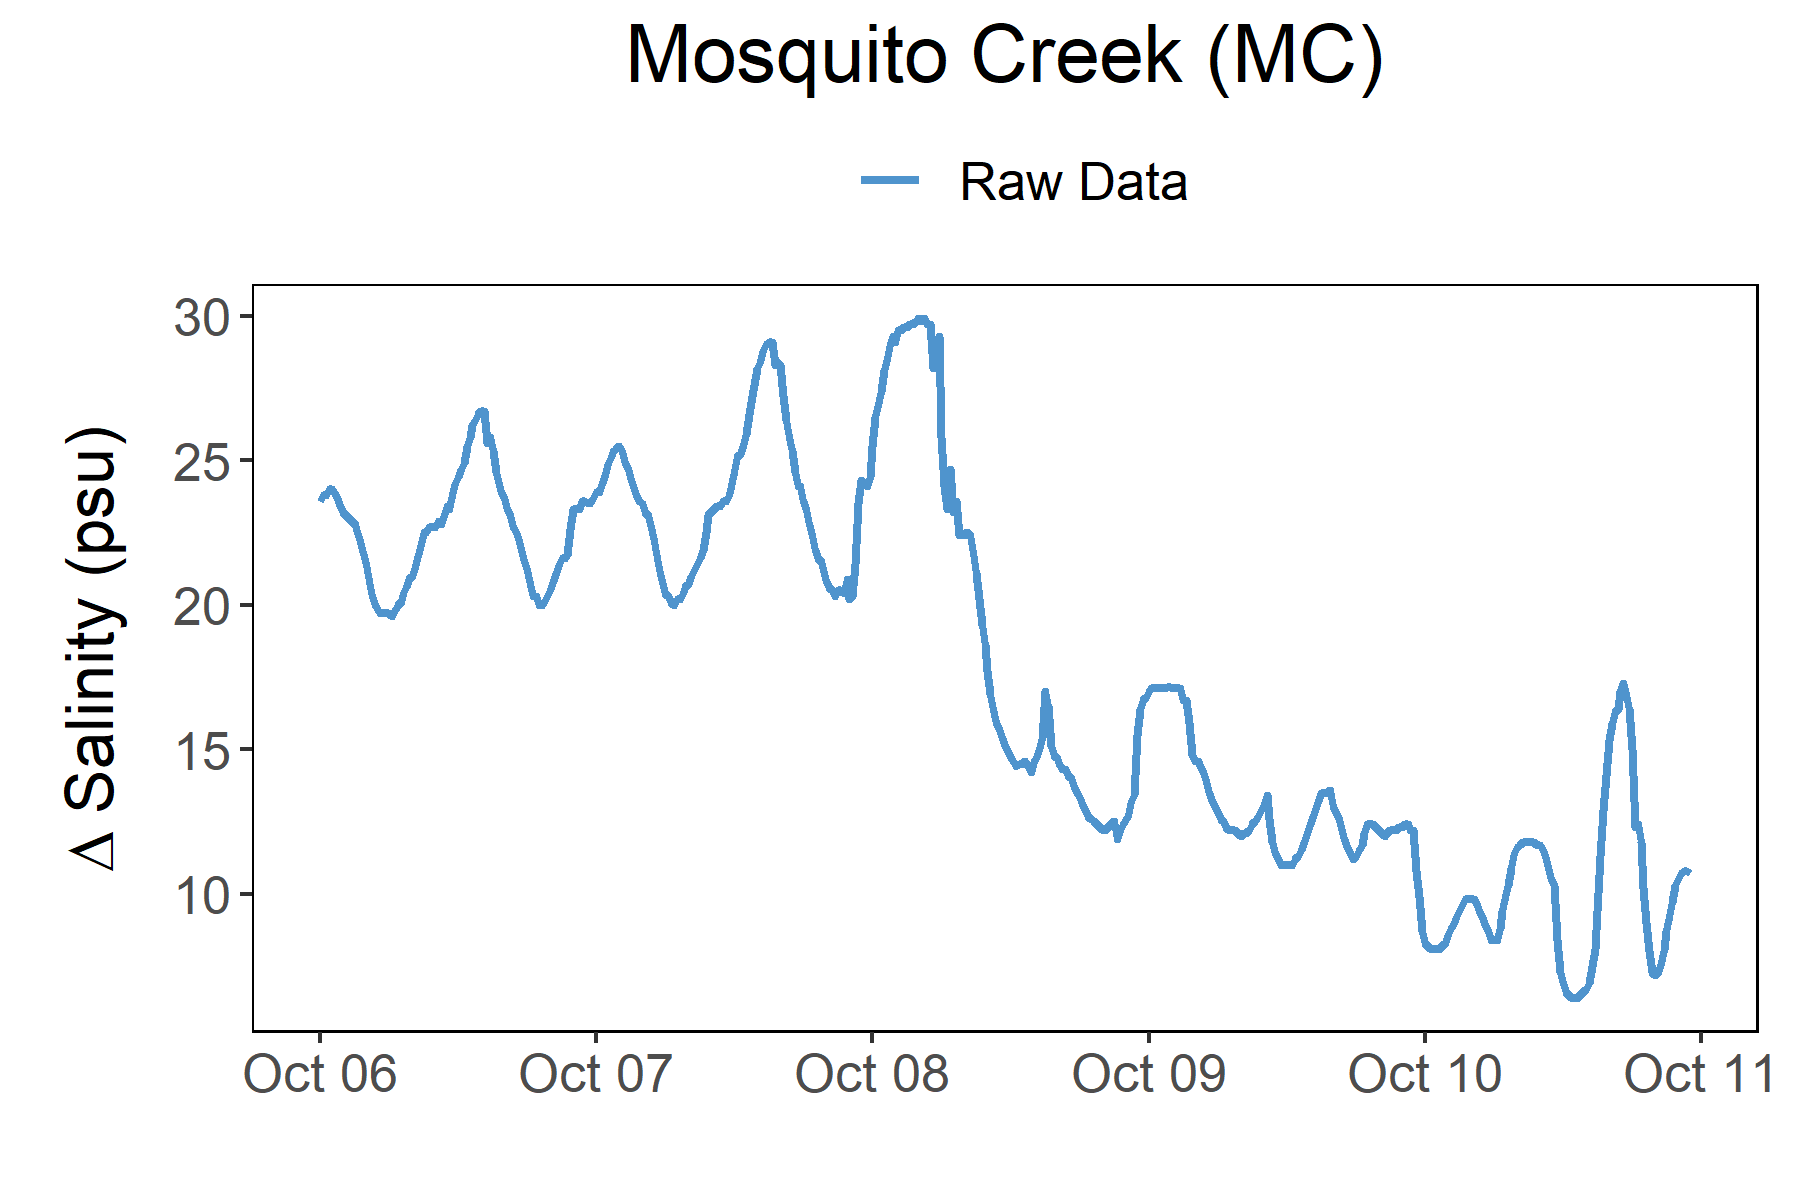 Mosquito Creek (MC)
Raw Data
Δ Salinity (psu)
30
25
20
15
10
Oct 06 Oct 07 Oct 08 Oct 09 Oct 10 Oct 11